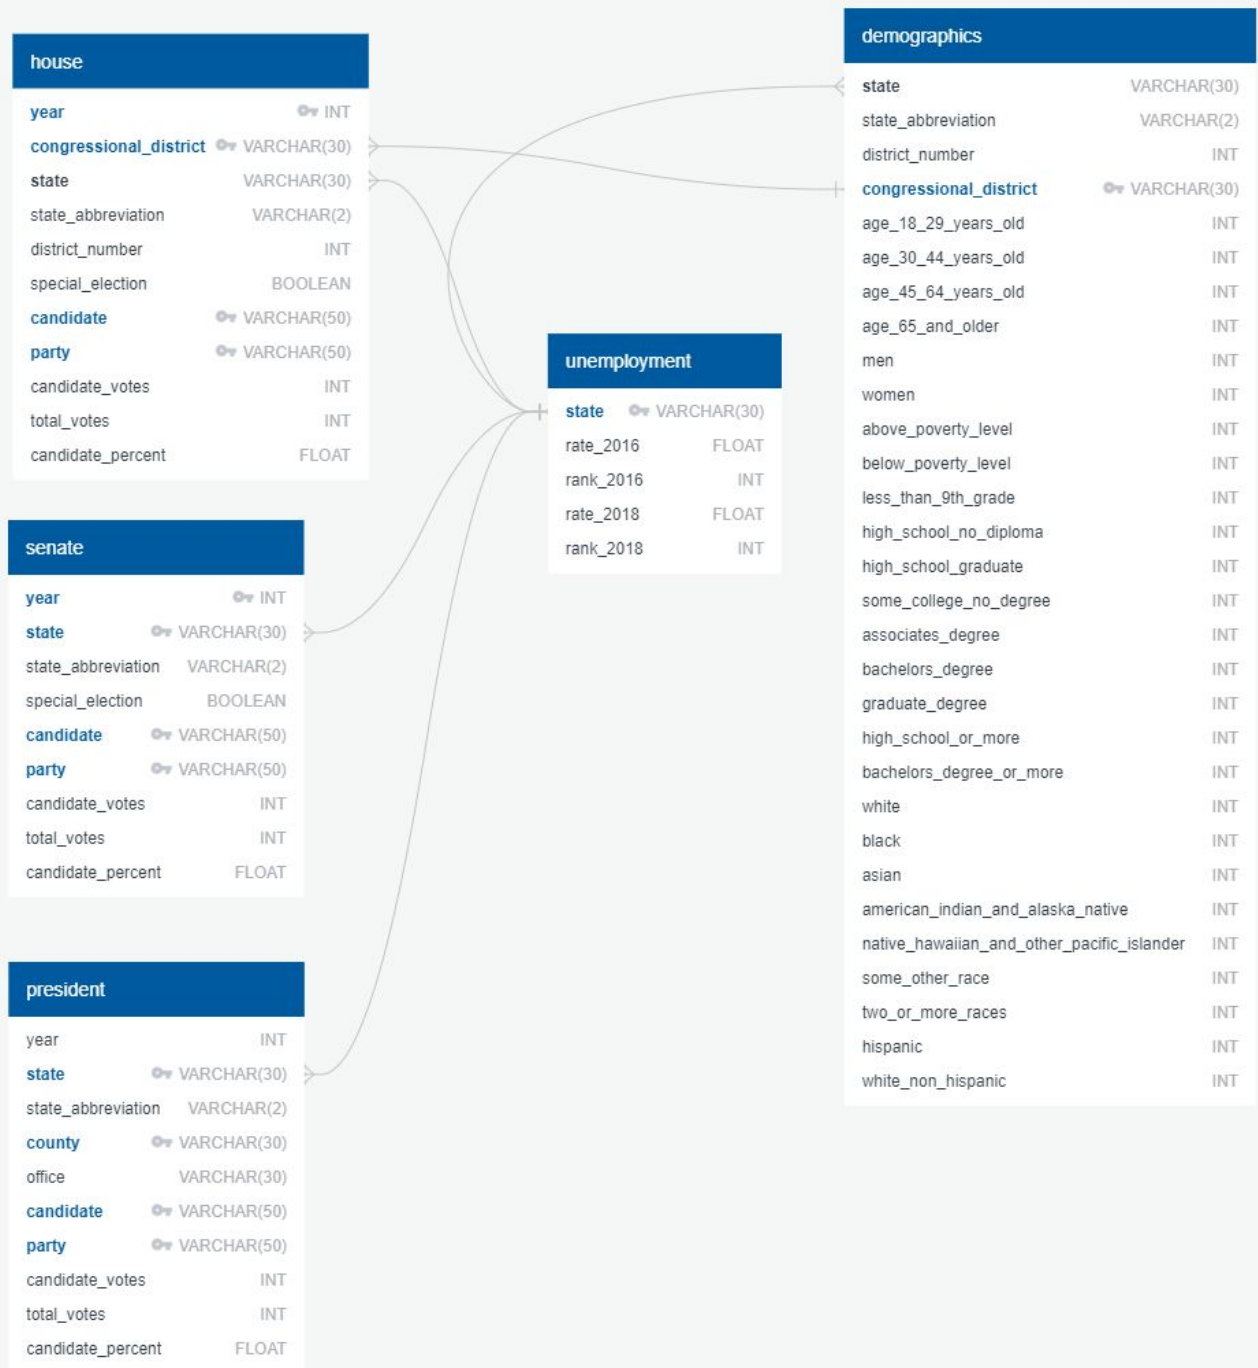 house
year INT
congressional_district VARCHAR(30)
state VARCHAR(30)
state_abbreviation VARCHAR(2)
district_number INT
special_election BOOLEAN
candidate VARCHAR(50)
party VARCHAR(50)
candidate_votes INT
total_votes INT
candidate_percent FLOAT
senate
year INT
state VARCHAR(30)
state_abbreviation VARCHAR(2)
special_election BOOLEAN
candidate VARCHAR(50)
party VARCHAR(50)
candidate_votes INT
total_votes INT
candidate_percent FLOAT
president
year INT
state VARCHAR(30)
state_abbreviation VARCHAR(2)
county VARCHAR(30)
office VARCHAR(30)
candidate VARCHAR(50)
party VARCHAR(50)
candidate_votes INT
total_votes INT
candidate_percent FLOAT
unemployment
state VARCHAR(30)
rate_2016 FLOAT
rank_2016 INT
rate_2018 FLOAT
rank_2018 INT
demographics
state VARCHAR(30)
state_abbreviation VARCHAR(2)
district_number INT
congressional_district VARCHAR(30)
age_18_29_years_old INT
age_30_44_years_old INT
age_45_64_years_old INT
age_65_and_older INT
men INT
women INT
above_poverty_level INT
below_poverty_level INT
less_than_9th_grade INT
high_school_no_diploma INT
high_school_graduate INT
some_college_no_degree INT
associates_degree INT
bachelors_degree INT
graduate_degree INT
high_school_or_more INT
bachelors_degree_or_more INT
white INT
black INT
asian INT
american_indian_and_alaska_native INT
native_hawaiian_and_other_pacific_islander INT
some_other_race INT
two_or_more_races INT
hispanic INT
white_non_hispanic INT